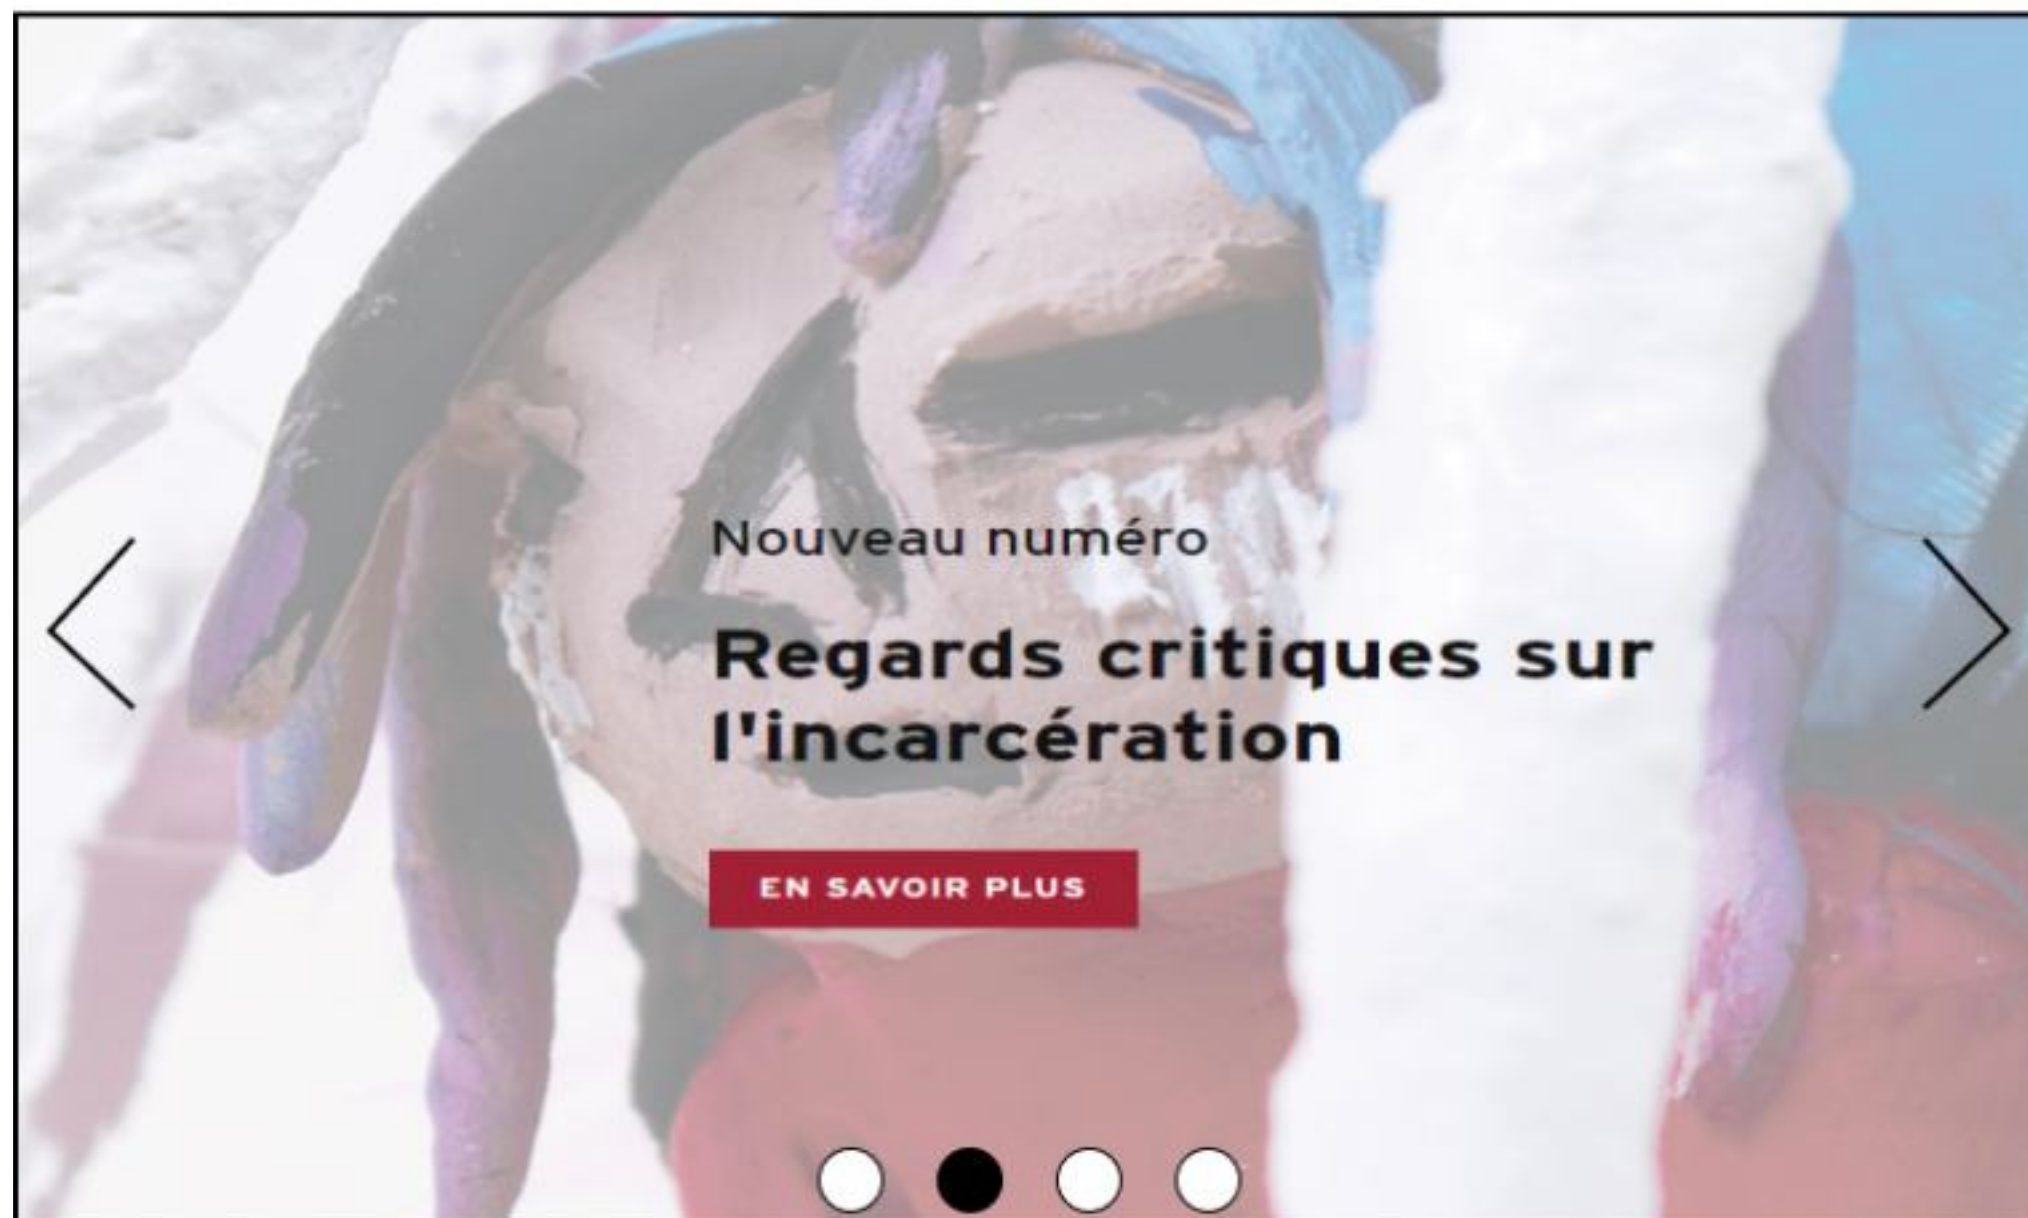 Nouveau numéro
Regards critiques sur
l'incarcération
EN SAVOIR PLUS